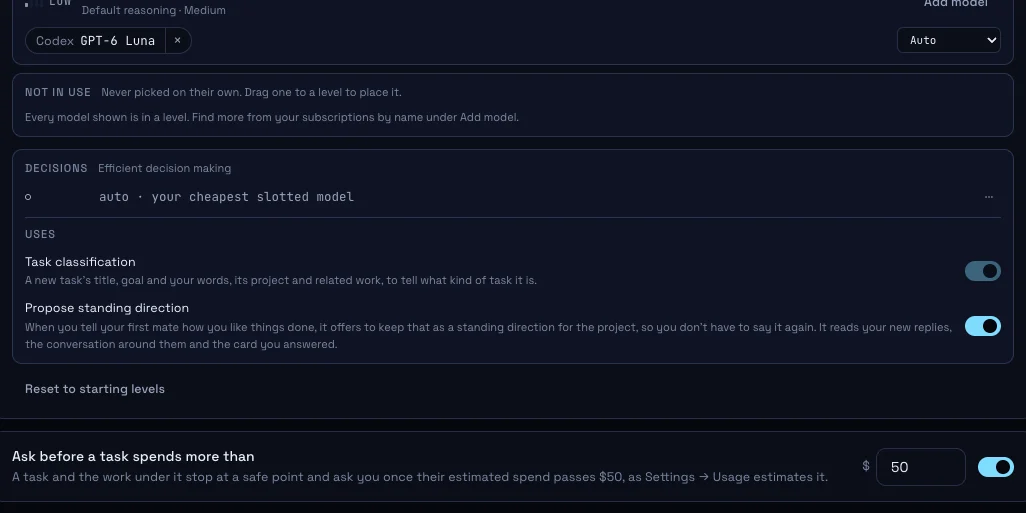 LOW
Default reasoning · Medium
Add model
Codex GPT-6 Luna ×
Auto
NOT IN USE Never picked on their own. Drag one to a level to place it.
Every model shown is in a level. Find more from your subscriptions by name under Add model.
DECISIONS Efficient decision making
auto · your cheapest slotted model
…
USES
Task classification
A new task's title, goal and your words, its project and related work, to tell what kind of task it is.
Propose standing direction
When you tell your first mate how you like things done, it offers to keep that as a standing direction for the project, so you don't have to say it again. It reads your new replies,
the conversation around them and the card you answered.
Reset to starting levels
Ask before a task spends more than
A task and the work under it stop at a safe point and ask you once their estimated spend passes $50, as Settings → Usage estimates it.
$ 50